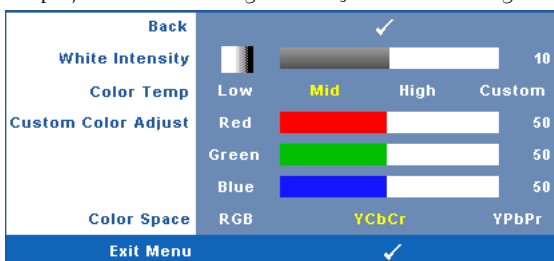 Back
White Intensity 10
Color Temp Low Mid High Custom
Custom Color Adjust Red 50
Green 50
Blue 50
Color Space RGB YCbCr YPbPr
Exit Menu